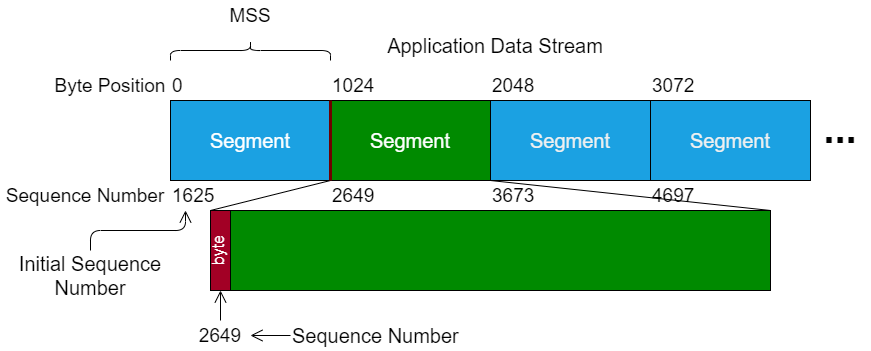 MSS
Application Data Stream
Byte Position 0 1024 2048 3072
Segment Segment Segment Segment ...
Sequence Number 1625 2649 3673 4697
byte
Initial Sequence
Number
2649 Sequence Number